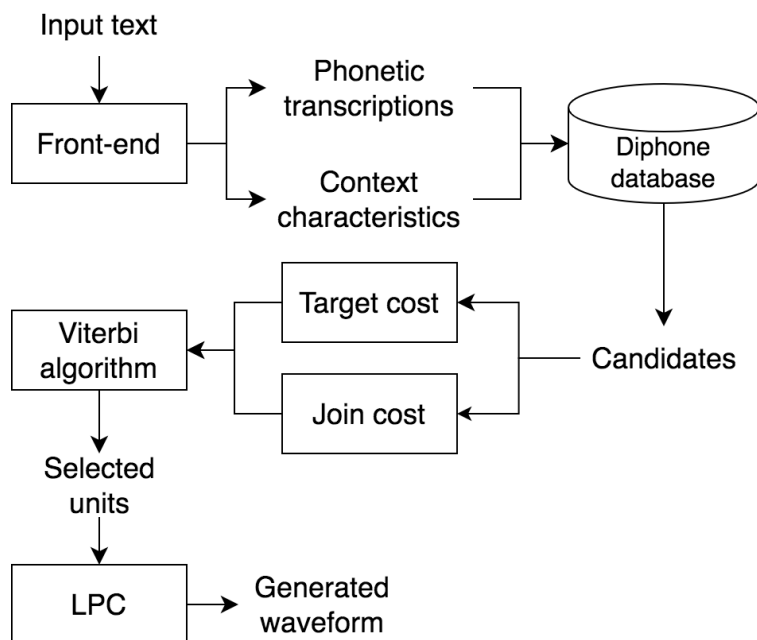 Input text
Front-end
Phonetic
transcriptions
Context
characteristics
Diphone
database
Candidates
Target cost
Join cost
Viterbi
algorithm
Selected
units
LPC
Generated
waveform